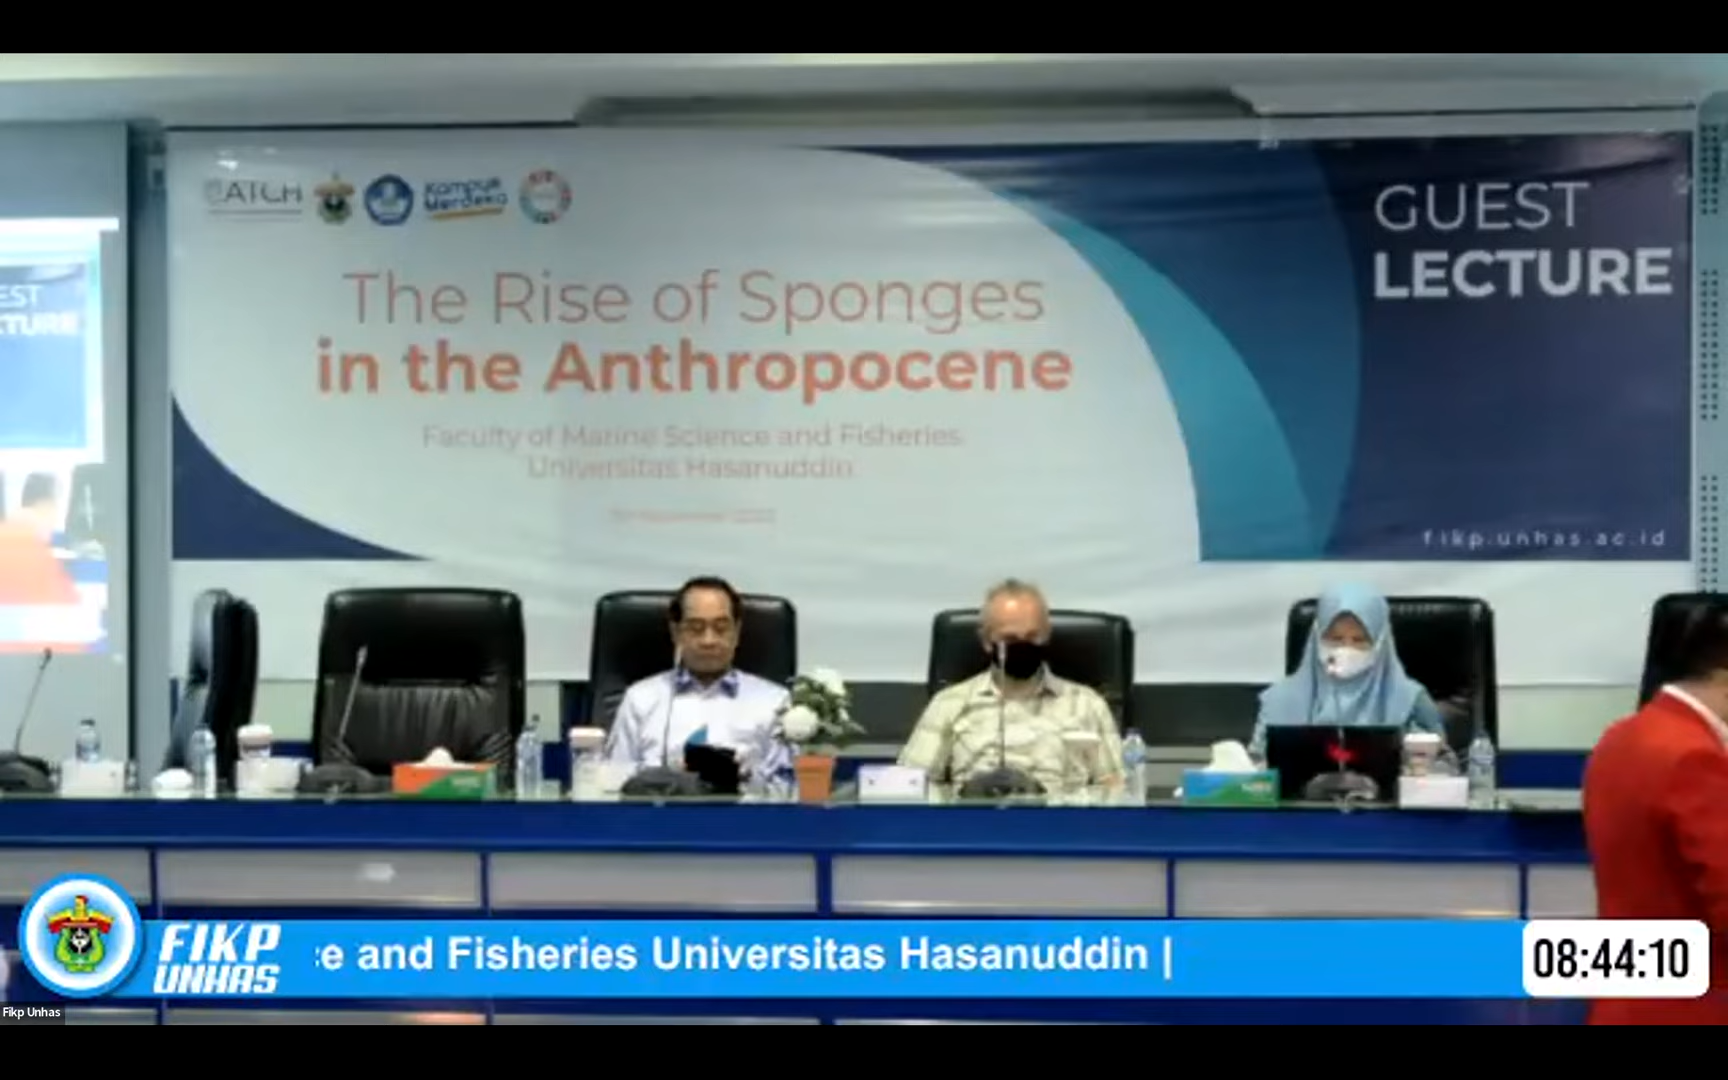 Kampus
Merdeka
GUEST
LECTURE
The Rise of Sponges
in the Anthropocene
Faculty of Marine Science and Fisheries
Universitas Hasanuddin
fikp.unhas.ac.id
EST
CTURE
FIKP
UNHAS
e and Fisheries Universitas Hasanuddin |
08:44:10
Fikp Unhas